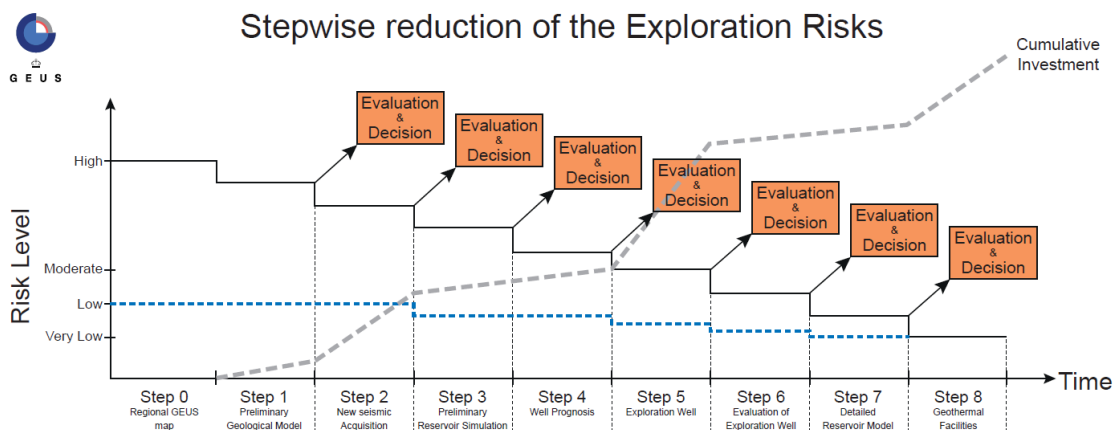 Stepwise reduction of the Exploration Risks
GEUS
Cumulative
Investment
Evaluation
&
Decision
Evaluation
&
Decision
Evaluation
&
Decision
Evaluation
&
Decision
Evaluation
&
Decision
Evaluation
&
Decision
Evaluation
&
Decision
Risk Level
High
Moderate
Low
Very Low
Time
Step 0
Regional GEUS
map
Step 1
Preliminary
Geological Model
Step 2
New seismic
Acquisition
Step 3
Preliminary
Reservoir Simulation
Step 4
Well Prognosis
Step 5
Exploration Well
Step 6
Evaluation of
Exploration Well
Step 7
Detailed
Reservoir Model
Step 8
Geothermal
Facilities